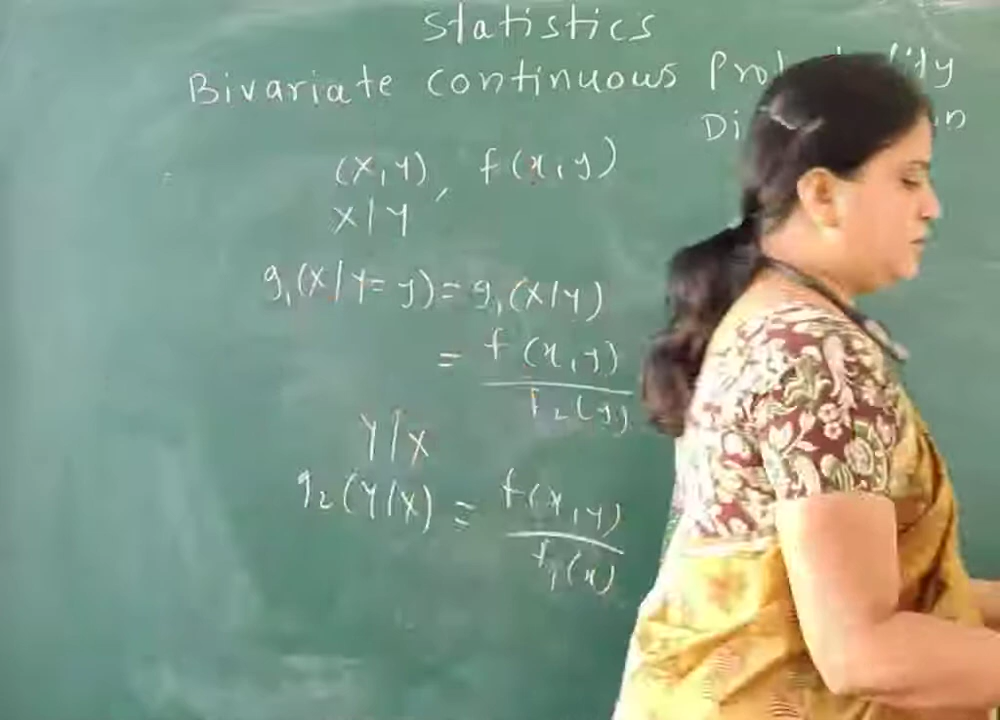 Statistics
Bivariate continuous
(X,Y), f(x,y)
X/Y
g₁(X/Y=y) = g₁(X/Y)
= f(x,y)
f₂(y)
Y/X
g₂(Y/X) = f(x,y)
f₁(x)